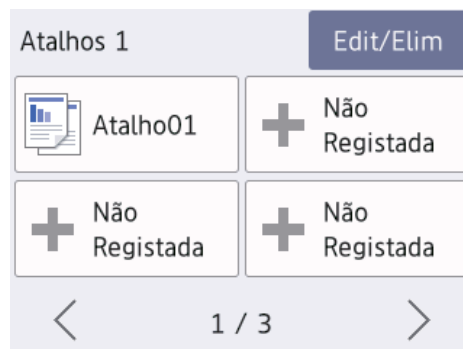 Atalhos 1
Edit/Elim
Atalho01
Não
Registada
Não
Registada
Não
Registada
1 / 3